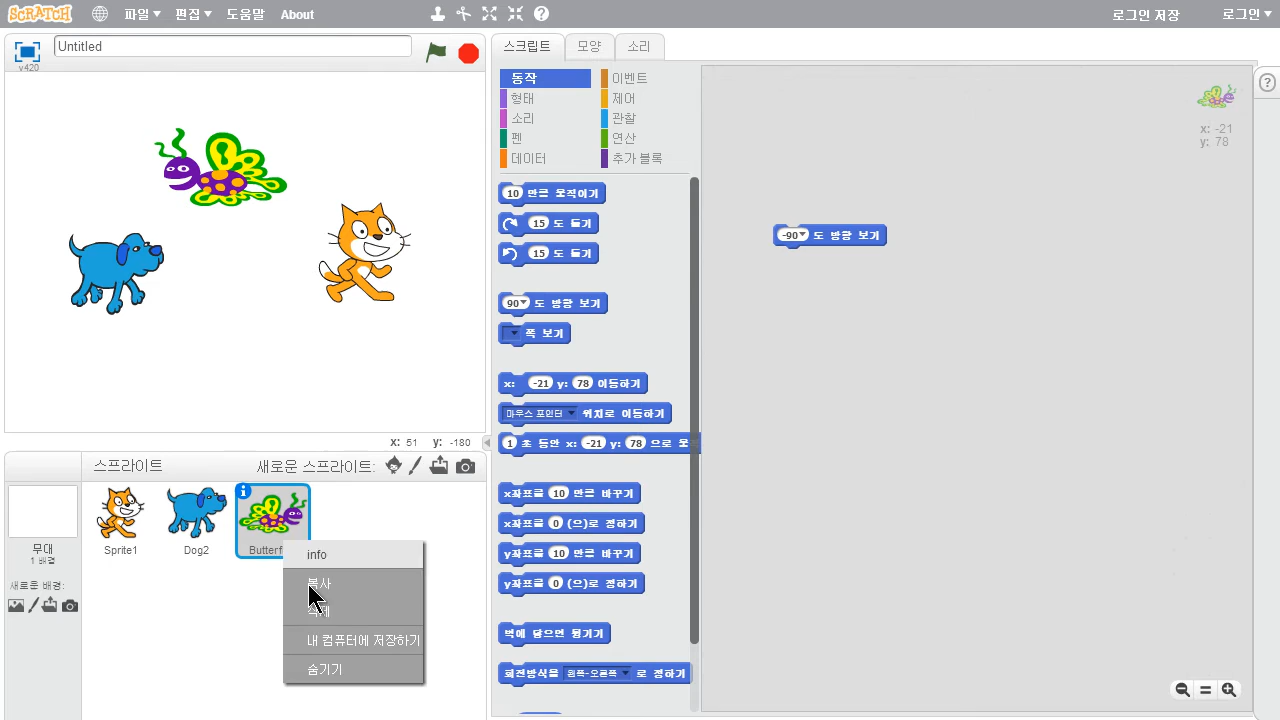 SCRATCH 파일 편집 도움말 About 로그인 저장 로그인
Untitled
v420
스크립트 모양 소리
동작 이벤트
형태 제어
소리 관찰
펜 연산
데이터 추가 블록
x: -21
y: 78
10 만큼 움직이기
15 도 돌기
15 도 돌기
90 도 방향 보기
쪽 보기
x: -21 y: 78 이동하기
마우스 포인터 위치로 이동하기
1 초 동안 x: -21 y: 78 으로 움
x좌표를 10 만큼 바꾸기
x좌표를 0 (으)로 정하기
y좌표를 10 만큼 바꾸기
y좌표를 0 (으)로 정하기
벽에 닿으면 튕기기
회전방식을 왼쪽-오른쪽 로 정하기
-90 도 방향 보기
x: 51 y: -180
스프라이트 새로운 스프라이트:
무대
1 배경
새로운 배경:
Sprite1 Dog2 Butterf
info
복사
삭제
내 컴퓨터에 저장하기
숨기기